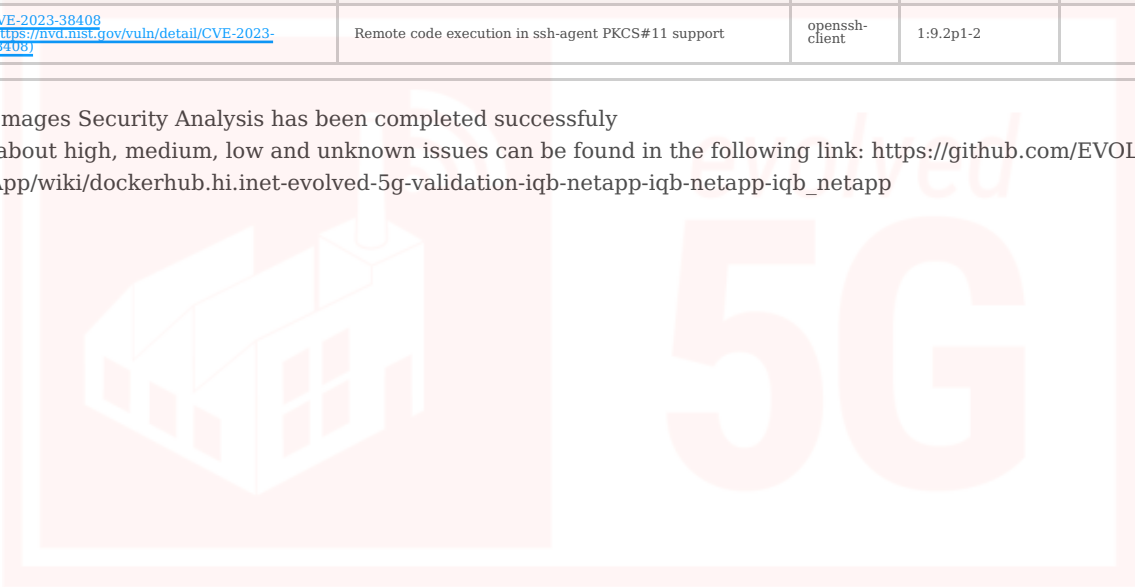 VE-2023-38408
ttps://nvd.nist.gov/vuln/detail/CVE-2023-
8408)
Remote code execution in ssh-agent PKCS#11 support
openssh-
client
1:9.2p1-2
mages Security Analysis has been completed successfuly
about high, medium, low and unknown issues can be found in the following link: https://github.com/EVOL
App/wiki/dockerhub.hi.inet-evolved-5g-validation-iqb-netapp-iqb-netapp-iqb_netapp
evolved
5G